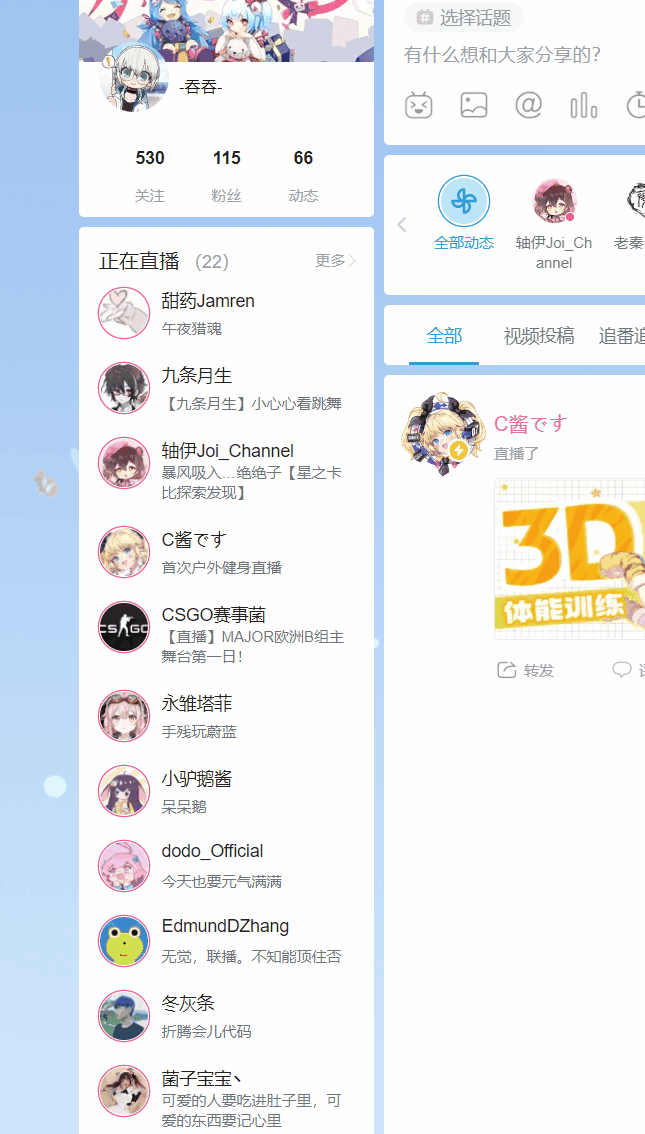 -吞吞-
530
115
66
关注
粉丝
动态
正在直播 （22）
更多
甜药Jamren
午夜猎魂
九条月生
【九条月生】小心心看跳舞
轴伊Joi_Channel
暴风吸入…绝绝子【星之卡
比探索发现】
C酱です
首次户外健身直播
CSGO赛事菌
【直播】MAJOR欧洲B组主
舞台第一日！
永雏塔菲
手残玩蔚蓝
小驴鹅酱
呆呆鹅
dodo_Official
今天也要元气满满
EdmundDZhang
无觉，联播。不知能顶住否
冬灰条
折腾会儿代码
菌子宝宝丶
可爱的人要吃进肚子里，可
爱的东西要记心里
选择话题
有什么想和大家分享的？
全部动态
轴伊Joi_Ch
annel
老秦
全部
视频投稿
追番追
C酱です
直播了
3D
体能训练
转发